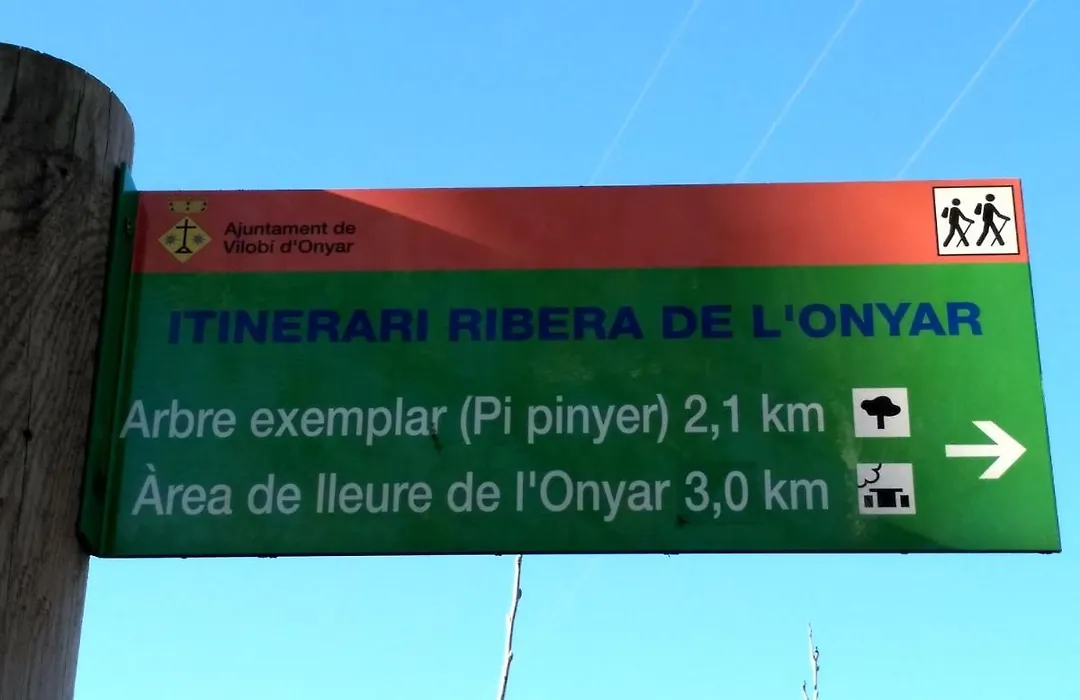 Ajuntament de
Vilobí d'Onyar
ITINERARI RIBERA DE L'ONYAR
Arbre exemplar (Pi pinyer) 2,1 km
Àrea de lleure de l'Onyar 3,0 km